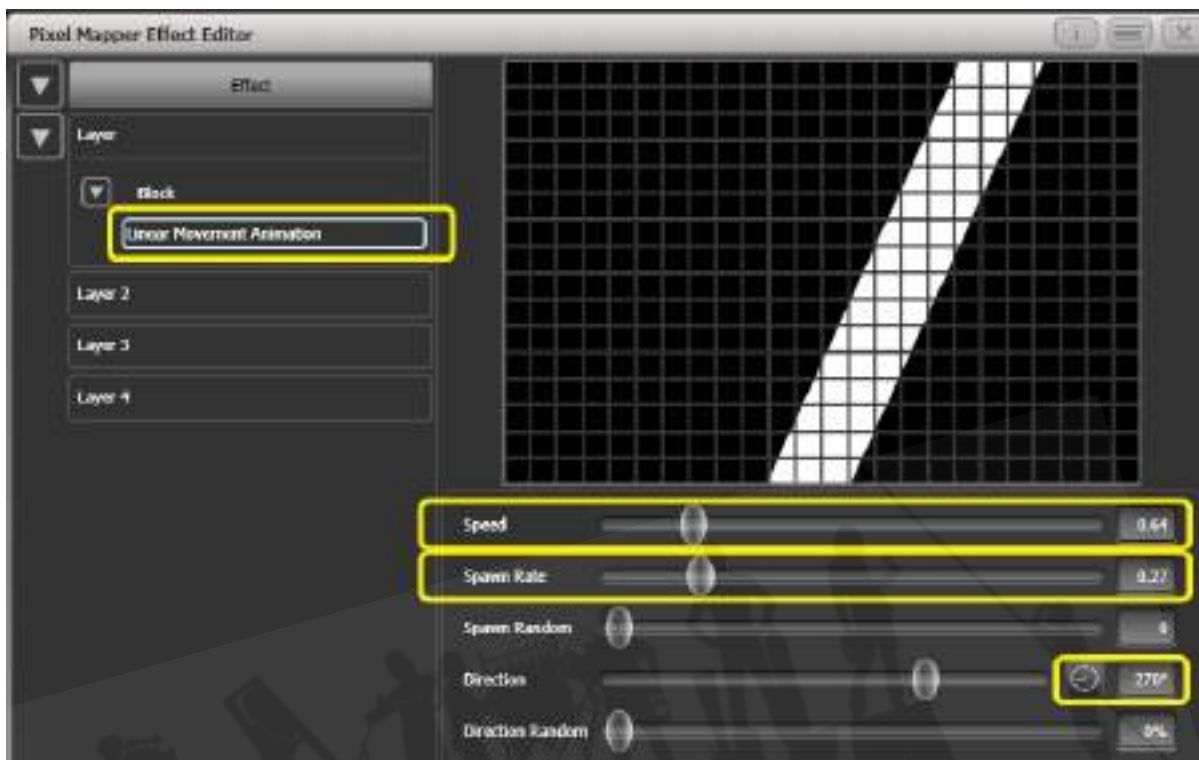 Pixel Mapper Effect Editor
Effect
Layer
Block
Linear Movement Animation
Layer 2
Layer 3
Layer 4
Speed 0.64
Spawn Rate 0.27
Spawn Random 0
Direction 270°
Direction Random 0%